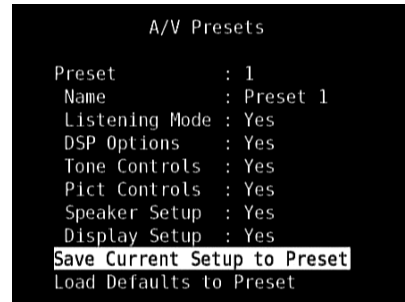 A/V Presets
Preset : 1
Name : Preset 1
Listening Mode : Yes
DSP Options : Yes
Tone Controls : Yes
Pict Controls : Yes
Speaker Setup : Yes
Display Setup : Yes
Save Current Setup to Preset
Load Defaults to Preset